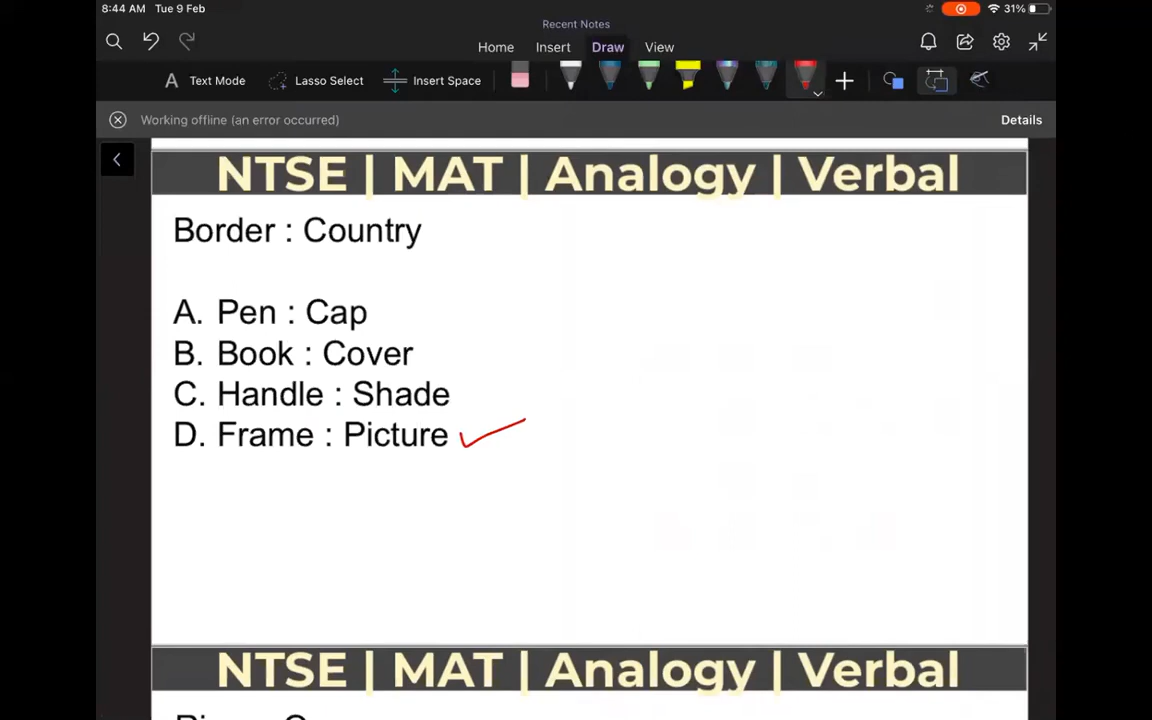 8:44 AM Tue 9 Feb
31%
Recent Notes
Home Insert Draw View
Text Mode Lasso Select Insert Space
Working offline (an error occurred) Details
NTSE | MAT | Analogy | Verbal
Border : Country
A. Pen : Cap
B. Book : Cover
C. Handle : Shade
D. Frame : Picture
NTSE | MAT | Analogy | Verbal